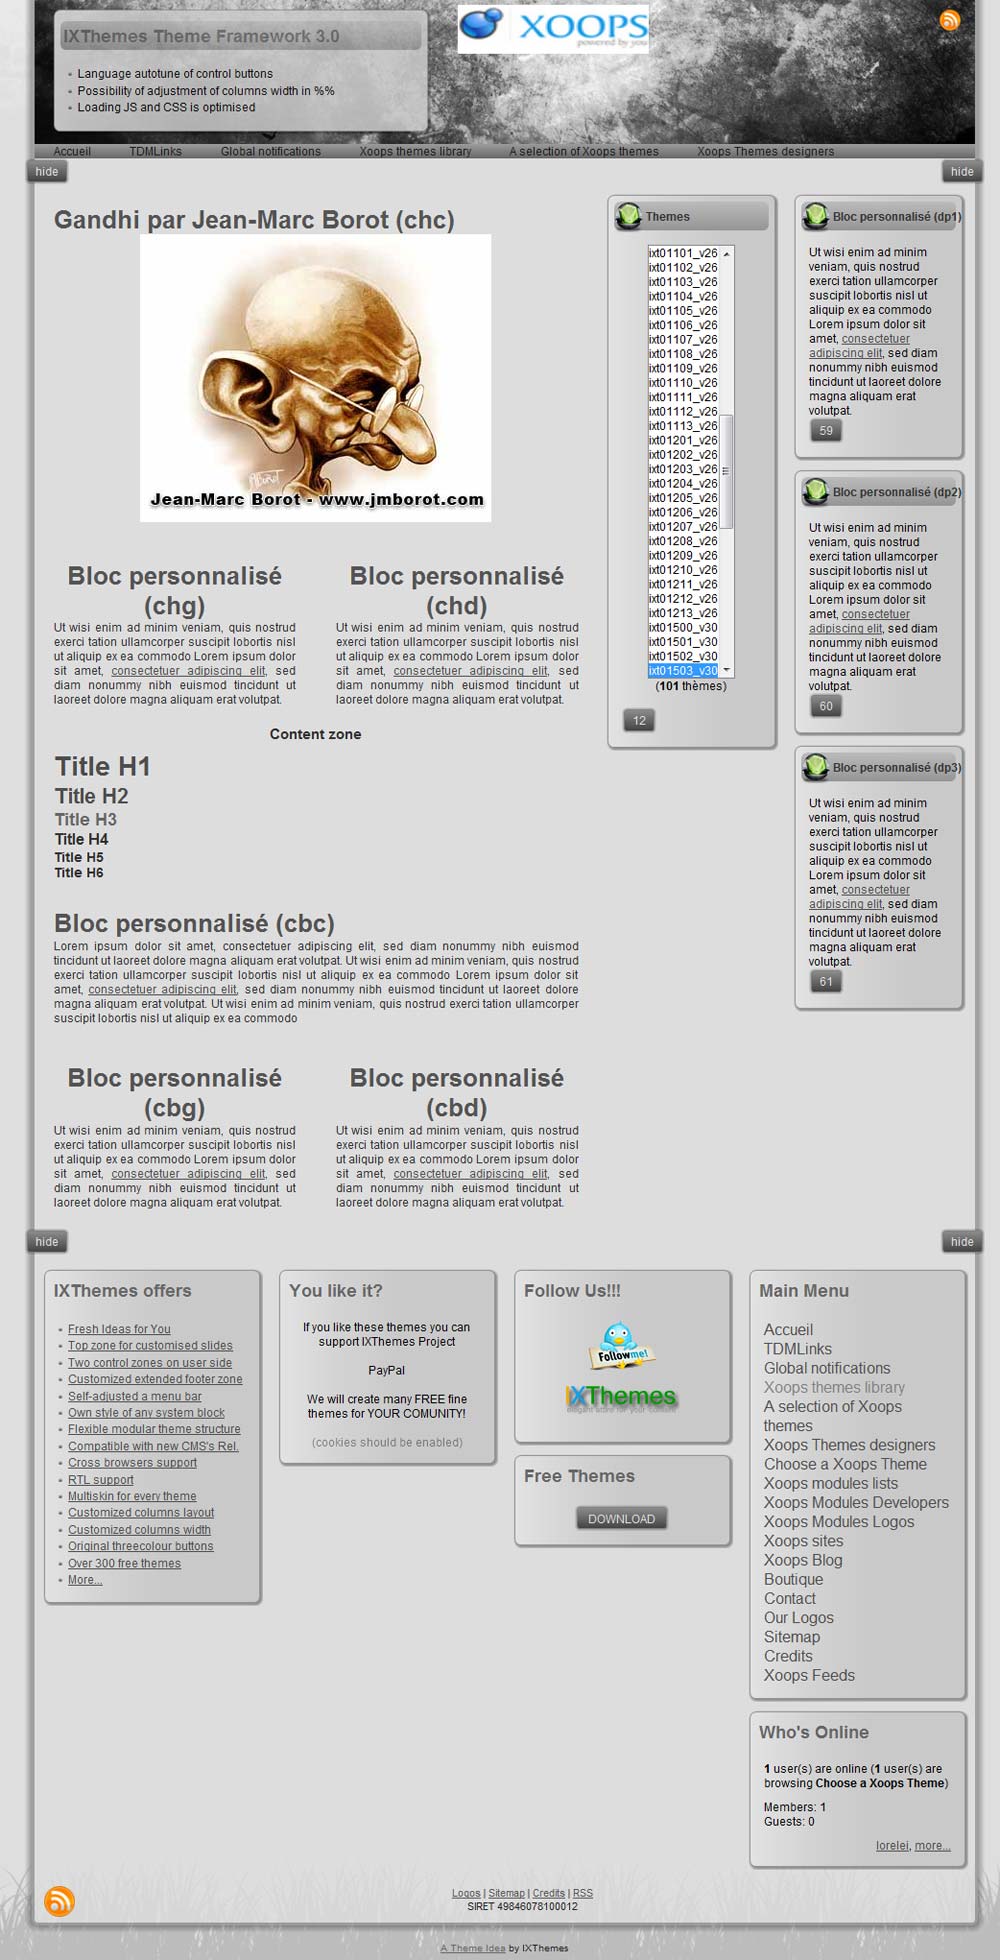 IXThemes Theme Framework 3.0
Language autotune of control buttons
Possibility of adjustment of columns width in %%
Loading JS and CSS is optimised
XOOPS
powered by you
Accueil TDMLinks Global notifications Xoops themes library A selection of Xoops themes Xoops Themes designers
hide
hide
Gandhi par Jean-Marc Borot (chc)
Jean-Marc Borot - www.jmborot.com
Bloc personnalisé
(chg)
Ut wisi enim ad minim veniam, quis nostrud
exerci tation ullamcorper suscipit lobortis nisl
ut aliquip ex ea commodo Lorem ipsum dolor
sit amet, consectetuer adipiscing elit, sed
diam nonummy nibh euismod tincidunt ut
laoreet dolore magna aliquam erat volutpat.
Bloc personnalisé
(chd)
Ut wisi enim ad minim veniam, quis nostrud
exerci tation ullamcorper suscipit lobortis nisl
ut aliquip ex ea commodo Lorem ipsum dolor
sit amet, consectetuer adipiscing elit, sed
diam nonummy nibh euismod tincidunt ut
laoreet dolore magna aliquam erat volutpat.
Content zone
Title H1
Title H2
Title H3
Title H4
Title H5
Title H6
Bloc personnalisé (cbc)
Lorem ipsum dolor sit amet, consectetuer adipiscing elit, sed diam nonummy nibh euismod
tincidunt ut laoreet dolore magna aliquam erat volutpat. Ut wisi enim ad minim veniam, quis nostrud
exerci tation ullamcorper suscipit lobortis nisl ut aliquip ex ea commodo Lorem ipsum dolor sit
amet, consectetuer adipiscing elit, sed diam nonummy nibh euismod tincidunt ut laoreet dolore
magna aliquam erat volutpat. Ut wisi enim ad minim veniam, quis nostrud exerci tation ullamcorper
suscipit lobortis nisl ut aliquip ex ea commodo
Bloc personnalisé
(cbg)
Ut wisi enim ad minim veniam, quis nostrud
exerci tation ullamcorper suscipit lobortis nisl
ut aliquip ex ea commodo Lorem ipsum dolor
sit amet, consectetuer adipiscing elit, sed
diam nonummy nibh euismod tincidunt ut
laoreet dolore magna aliquam erat volutpat.
Bloc personnalisé
(cbd)
Ut wisi enim ad minim veniam, quis nostrud
exerci tation ullamcorper suscipit lobortis nisl
ut aliquip ex ea commodo Lorem ipsum dolor
sit amet, consectetuer adipiscing elit, sed
diam nonummy nibh euismod tincidunt ut
laoreet dolore magna aliquam erat volutpat.
Themes
ixt01101_v26
ixt01102_v26
ixt01103_v26
ixt01104_v26
ixt01105_v26
ixt01106_v26
ixt01107_v26
ixt01108_v26
ixt01109_v26
ixt01110_v26
ixt01111_v26
ixt01112_v26
ixt01113_v26
ixt01201_v26
ixt01202_v26
ixt01203_v26
ixt01204_v26
ixt01205_v26
ixt01206_v26
ixt01207_v26
ixt01208_v26
ixt01209_v26
ixt01210_v26
ixt01211_v26
ixt01212_v26
ixt01213_v26
ixt01500_v30
ixt01501_v30
ixt01502_v30
ixt01503_v30
(101 thèmes)
12
Bloc personnalisé (dp1)
Ut wisi enim ad minim
veniam, quis nostrud
exerci tation ullamcorper
suscipit lobortis nisl ut
aliquip ex ea commodo
Lorem ipsum dolor sit
amet, consectetuer
adipiscing elit, sed diam
nonummy nibh euismod
tincidunt ut laoreet dolore
magna aliquam erat
volutpat.
59
Bloc personnalisé (dp2)
Ut wisi enim ad minim
veniam, quis nostrud
exerci tation ullamcorper
suscipit lobortis nisl ut
aliquip ex ea commodo
Lorem ipsum dolor sit
amet, consectetuer
adipiscing elit, sed diam
nonummy nibh euismod
tincidunt ut laoreet dolore
magna aliquam erat
volutpat.
60
Bloc personnalisé (dp3)
Ut wisi enim ad minim
veniam, quis nostrud
exerci tation ullamcorper
suscipit lobortis nisl ut
aliquip ex ea commodo
Lorem ipsum dolor sit
amet, consectetuer
adipiscing elit, sed diam
nonummy nibh euismod
tincidunt ut laoreet dolore
magna aliquam erat
volutpat.
61
hide
hide
IXThemes offers
Fresh Ideas for You
Top zone for customised slides
Two control zones on user side
Customized extended footer zone
Self-adjusted a menu bar
Own style of any system block
Flexible modular theme structure
Compatible with new CMS's Rel.
Cross browsers support
RTL support
Multiskin for every theme
Customized columns layout
Customized columns width
Original threecolour buttons
Over 300 free themes
More...
You like it?
If you like these themes you can
support IXThemes Project
PayPal
We will create many FREE fine
themes for YOUR COMUNITY!
(cookies should be enabled)
Follow Us!!!
Followme!
IXThemes
Free Themes
DOWNLOAD
Main Menu
Accueil
TDMLinks
Global notifications
Xoops themes library
A selection of Xoops
themes
Xoops Themes designers
Choose a Xoops Theme
Xoops modules lists
Xoops Modules Developers
Xoops Modules Logos
Xoops sites
Xoops Blog
Boutique
Contact
Our Logos
Sitemap
Credits
Xoops Feeds
Who's Online
1 user(s) are online (1 user(s) are
browsing Choose a Xoops Theme)
Members: 1
Guests: 0
lorelei, more...
Logos | Sitemap | Credits | RSS
SIRET 49846078100012
A Theme Idea by IXThemes